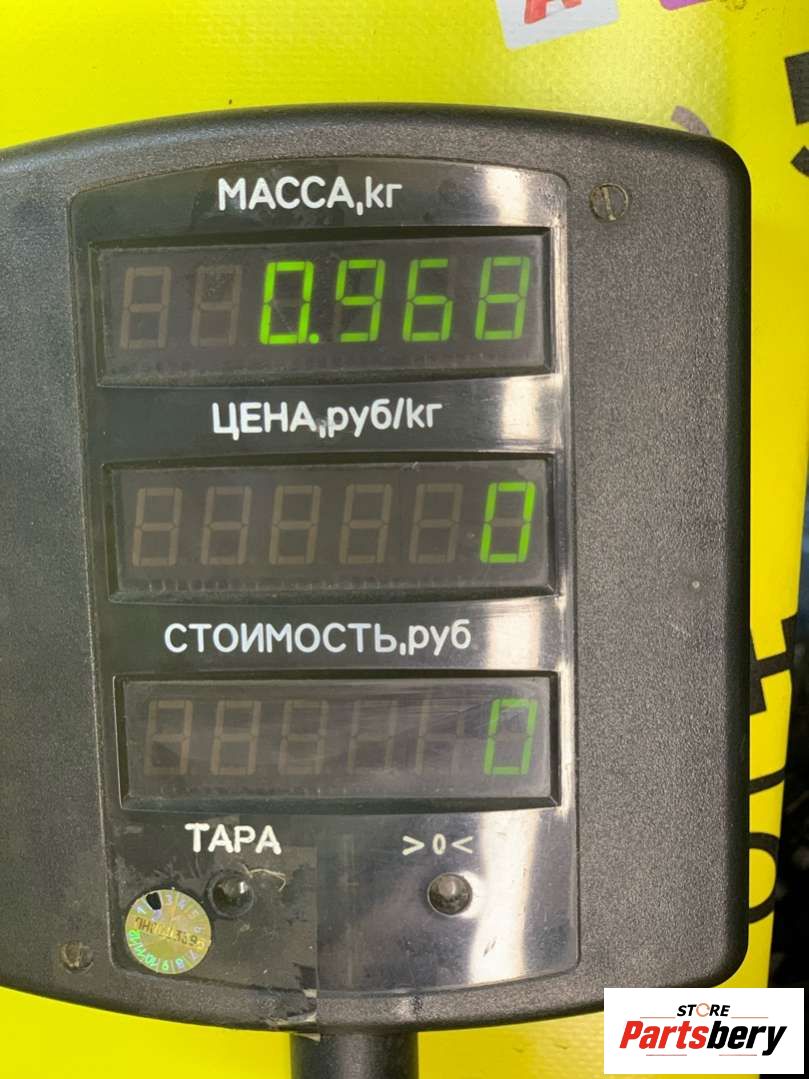 МАССА,кг
0.968
ЦЕНА,руб/кг
0
СТОИМОСТЬ,руб
0
ТАРА >0<
STORE
Partsbery